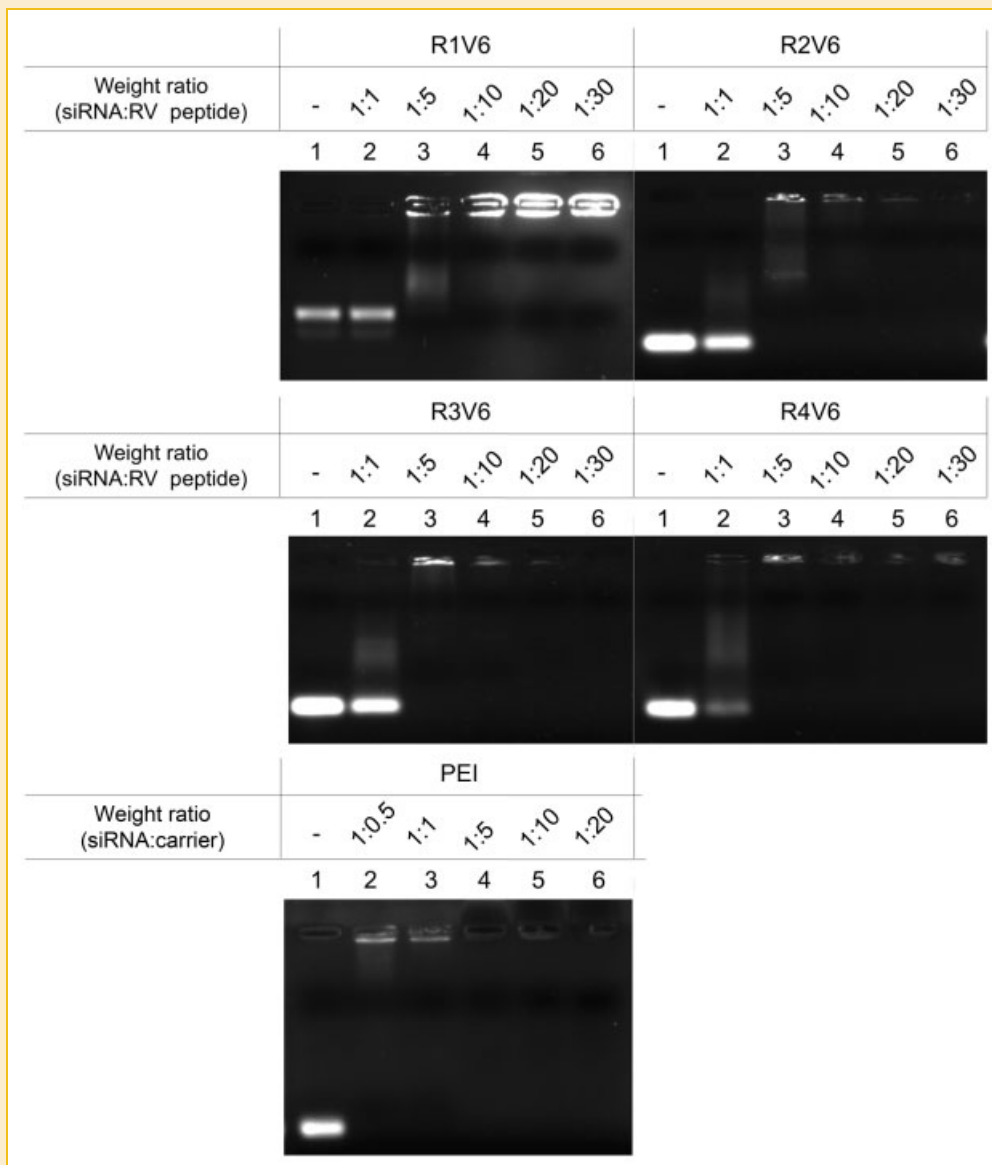 R1V6 R2V6
Weight ratio
(siRNA:RV peptide) - 1:1 1:5 1:10 1:20 1:30 - 1:1 1:5 1:10 1:20 1:30
1 2 3 4 5 6 1 2 3 4 5 6
R3V6 R4V6
Weight ratio
(siRNA:RV peptide) - 1:1 1:5 1:10 1:20 1:30 - 1:1 1:5 1:10 1:20 1:30
1 2 3 4 5 6 1 2 3 4 5 6
PEI
Weight ratio
(siRNA:carrier) - 1:0.5 1:1 1:5 1:10 1:20
1 2 3 4 5 6